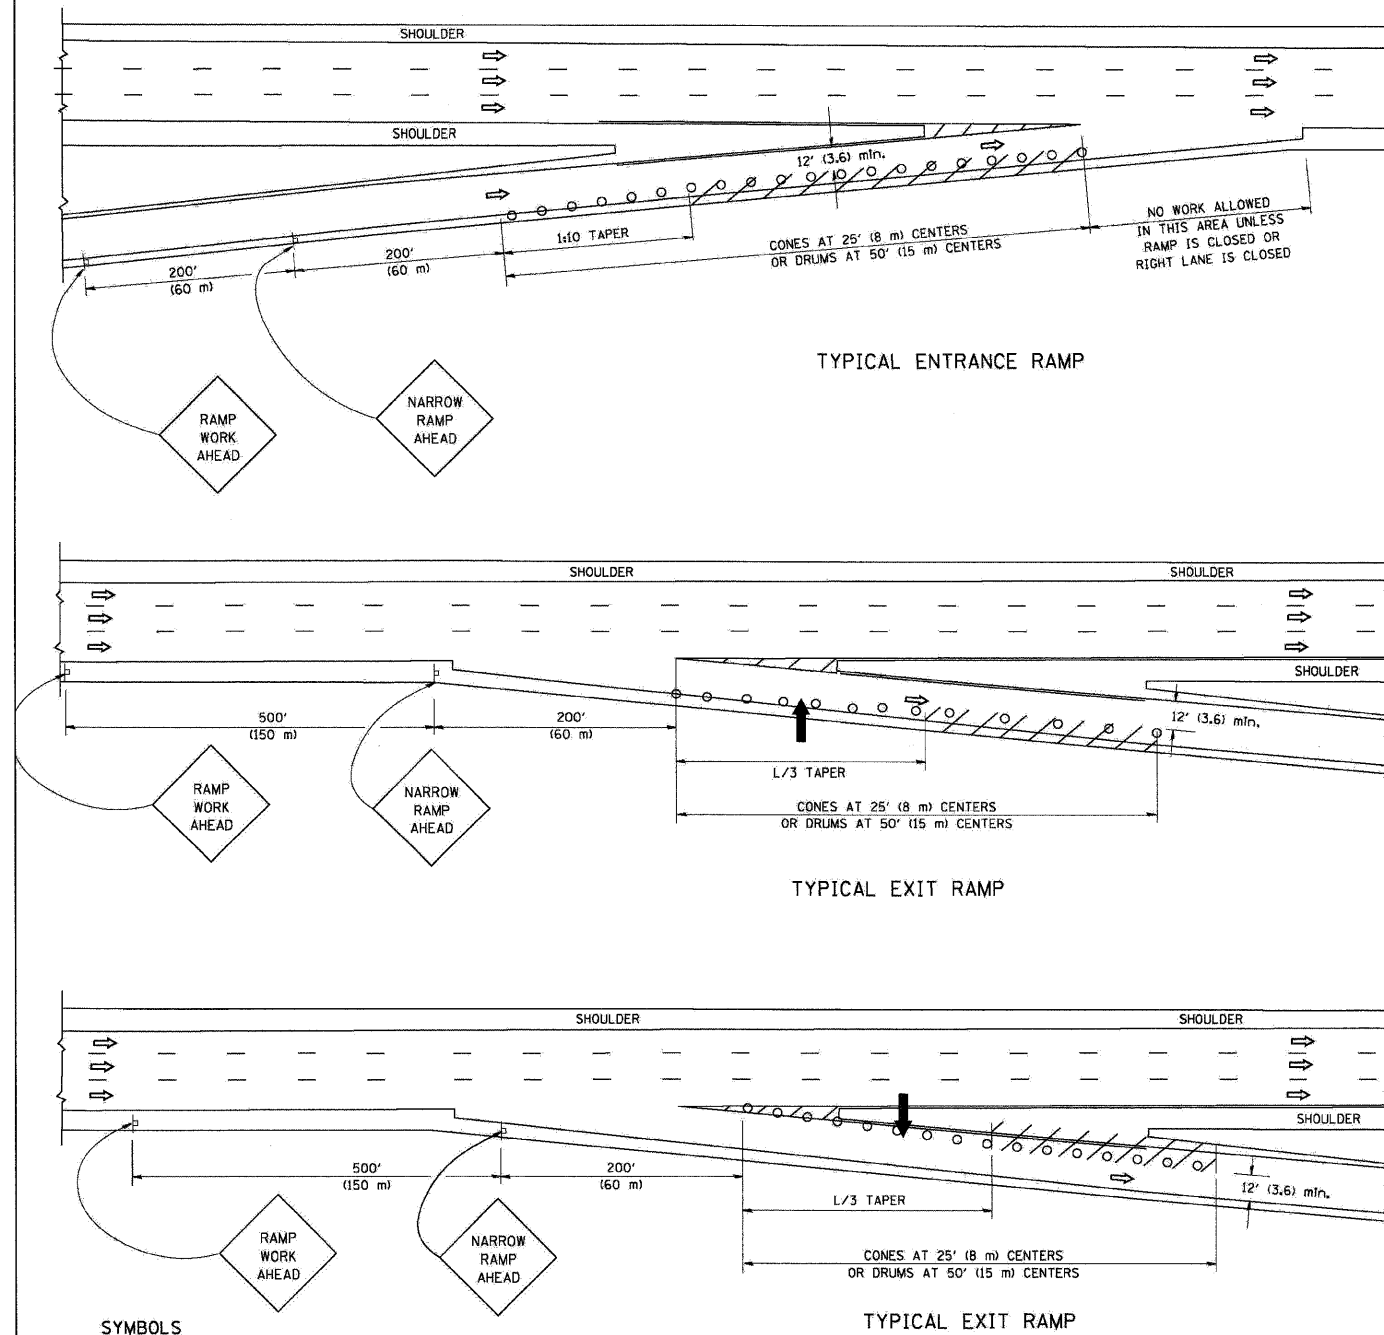 SHOULDER
SHOULDER
12' (3.6) min.
1:10 TAPER
CONES AT 25' (8 m) CENTERS
OR DRUMS AT 50' (15 m) CENTERS
NO WORK ALLOWED
IN THIS AREA UNLESS
RAMP IS CLOSED OR
RIGHT LANE IS CLOSED
200'
(60 m)
200'
(60 m)
TYPICAL ENTRANCE RAMP
RAMP
WORK
AHEAD
NARROW
RAMP
AHEAD
SHOULDER
SHOULDER
SHOULDER
500'
(150 m)
200'
(60 m)
12' (3.6) min.
L/3 TAPER
CONES AT 25' (8 m) CENTERS
OR DRUMS AT 50' (15 m) CENTERS
RAMP
WORK
AHEAD
NARROW
RAMP
AHEAD
TYPICAL EXIT RAMP
SHOULDER
SHOULDER
SHOULDER
500'
(150 m)
200'
(60 m)
12' (3.6) min.
L/3 TAPER
CONES AT 25' (8 m) CENTERS
OR DRUMS AT 50' (15 m) CENTERS
RAMP
WORK
AHEAD
NARROW
RAMP
AHEAD
TYPICAL EXIT RAMP
SYMBOLS